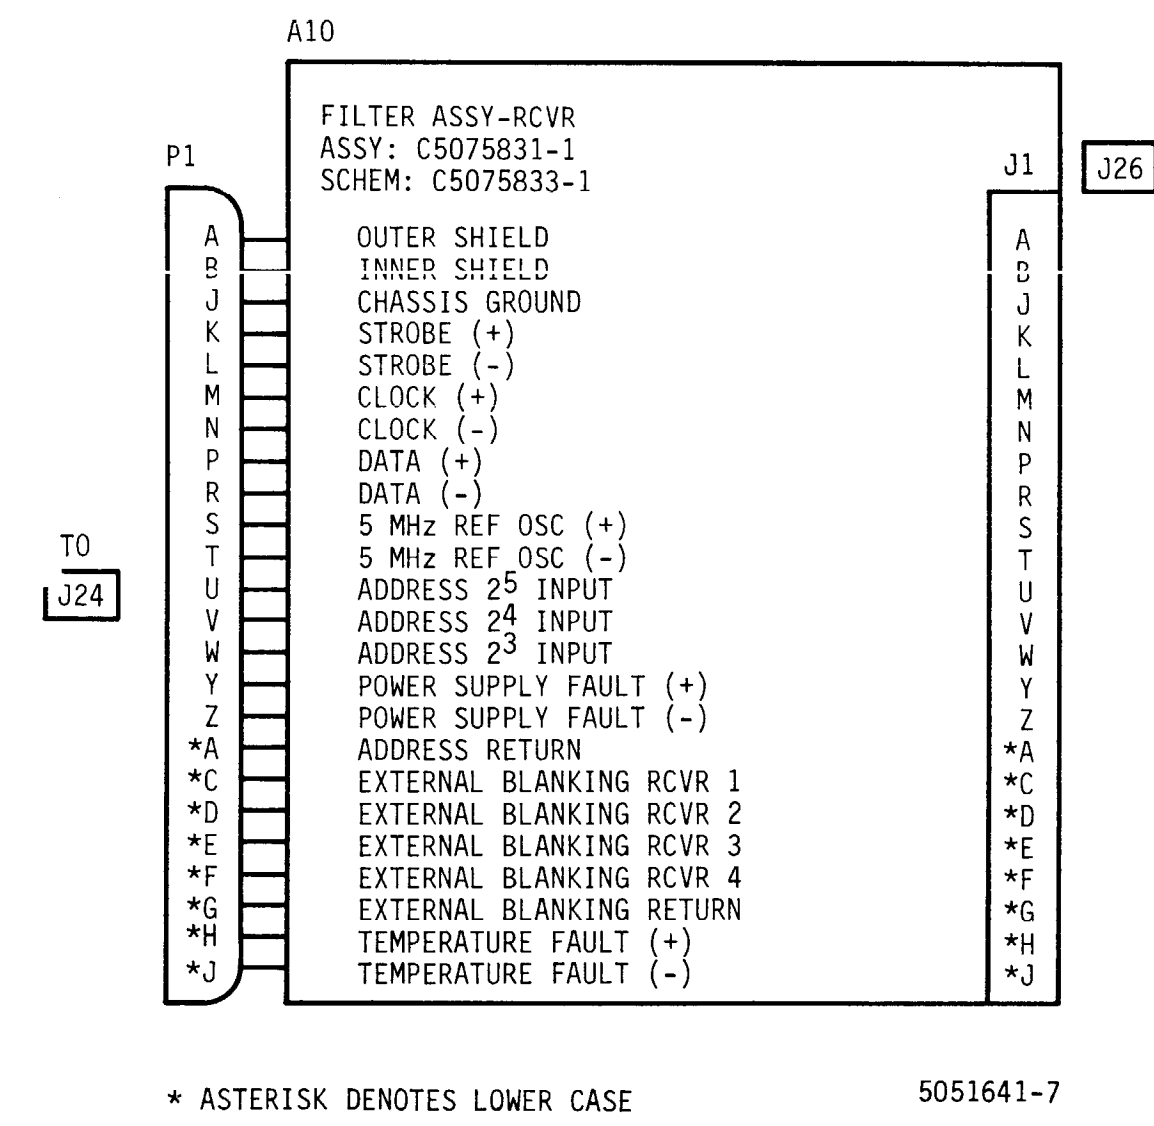 A10
FILTER ASSY-RCVR
ASSY: C5075831-1
SCHEM: C5075833-1
P1
J1
J26
A OUTER SHIELD A
B INNER SHIELD B
J CHASSIS GROUND J
K STROBE (+) K
L STROBE (-) L
M CLOCK (+) M
N CLOCK (-) N
P DATA (+) P
R DATA (-) R
S 5 MHz REF OSC (+) S
T 5 MHz REF OSC (-) T
TO
J24
U ADDRESS 2⁵ INPUT U
V ADDRESS 2⁴ INPUT V
W ADDRESS 2³ INPUT W
Y POWER SUPPLY FAULT (+) Y
Z POWER SUPPLY FAULT (-) Z
*A ADDRESS RETURN *A
*C EXTERNAL BLANKING RCVR 1 *C
*D EXTERNAL BLANKING RCVR 2 *D
*E EXTERNAL BLANKING RCVR 3 *E
*F EXTERNAL BLANKING RCVR 4 *F
*G EXTERNAL BLANKING RETURN *G
*H TEMPERATURE FAULT (+) *H
*J TEMPERATURE FAULT (-) *J
* ASTERISK DENOTES LOWER CASE
5051641-7